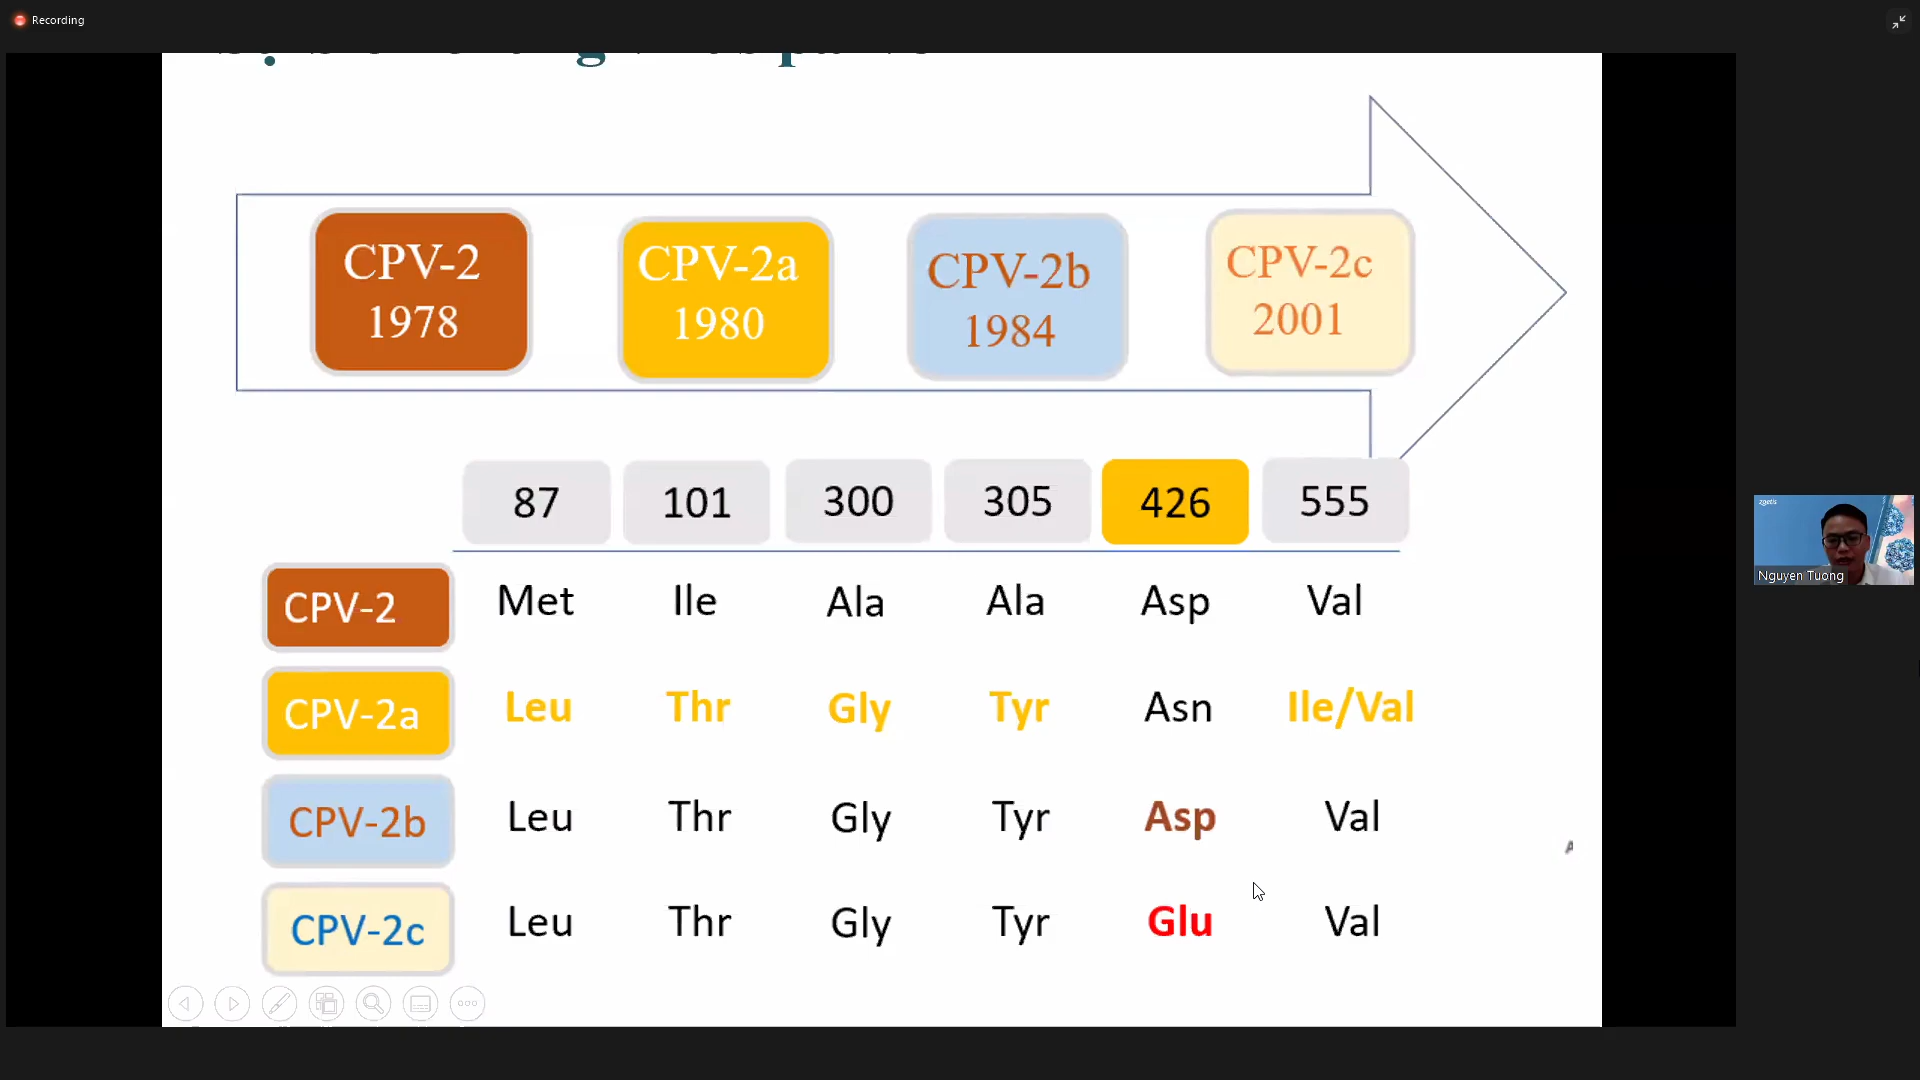 Recording
CPV-2
1978
CPV-2a
1980
CPV-2b
1984
CPV-2c
2001
87 101 300 305 426 555
CPV-2 Met Ile Ala Ala Asp Val
CPV-2a Leu Thr Gly Tyr Asn Ile/Val
CPV-2b Leu Thr Gly Tyr Asp Val
CPV-2c Leu Thr Gly Tyr Glu Val
zoetis
Nguyen Tuong